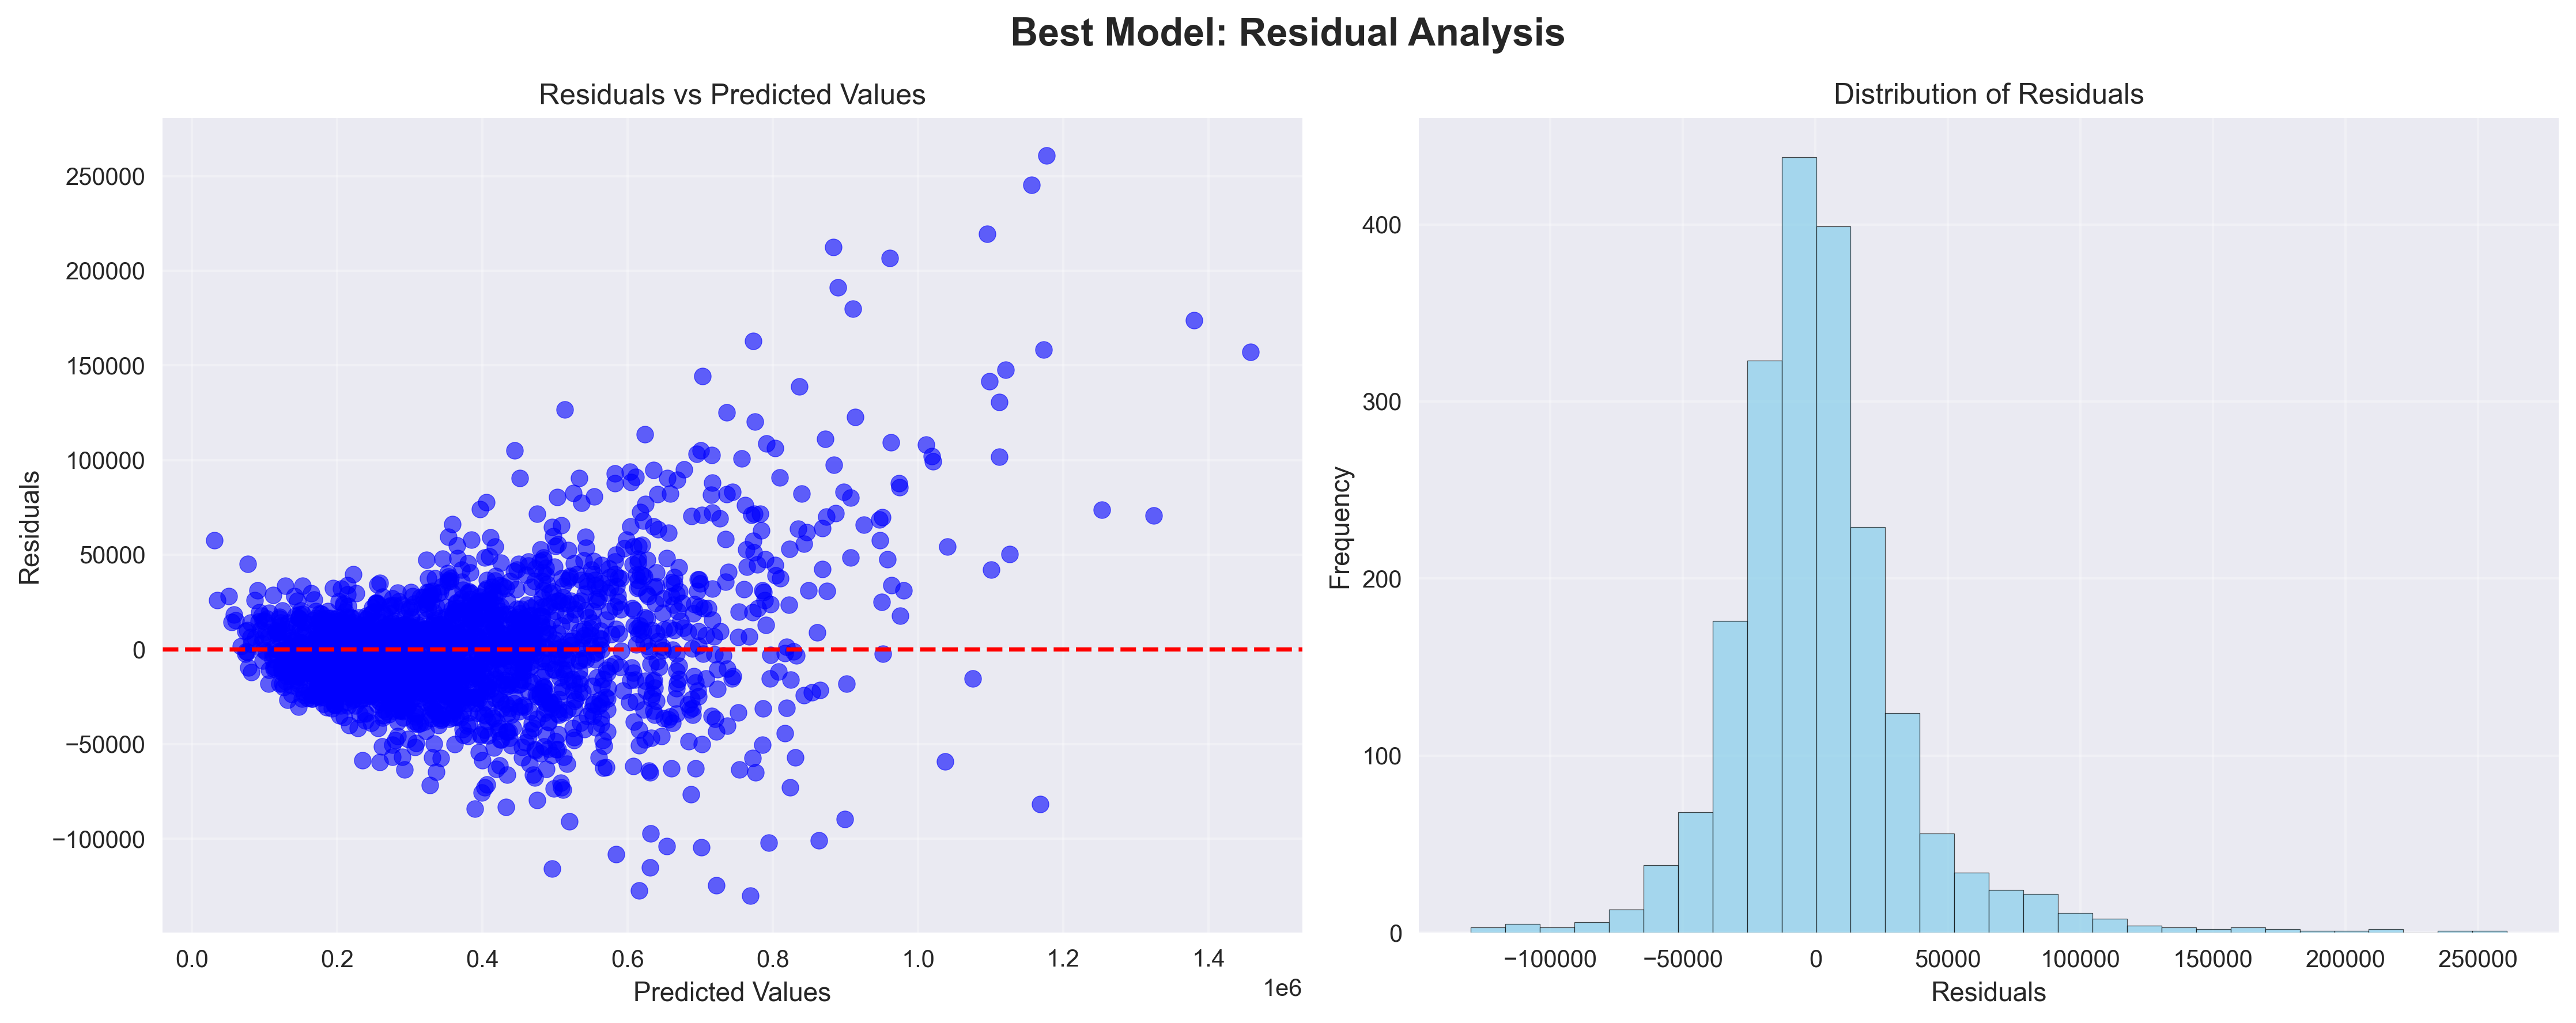 Best Model: Residual Analysis
Residuals vs Predicted Values
250000
200000
150000
100000
50000
0
−50000
−100000
Residuals
0.0 0.2 0.4 0.6 0.8 1.0 1.2 1.4
1e6
Predicted Values
Distribution of Residuals
400
300
200
100
0
Frequency
−100000 −50000 0 50000 100000 150000 200000 250000
Residuals